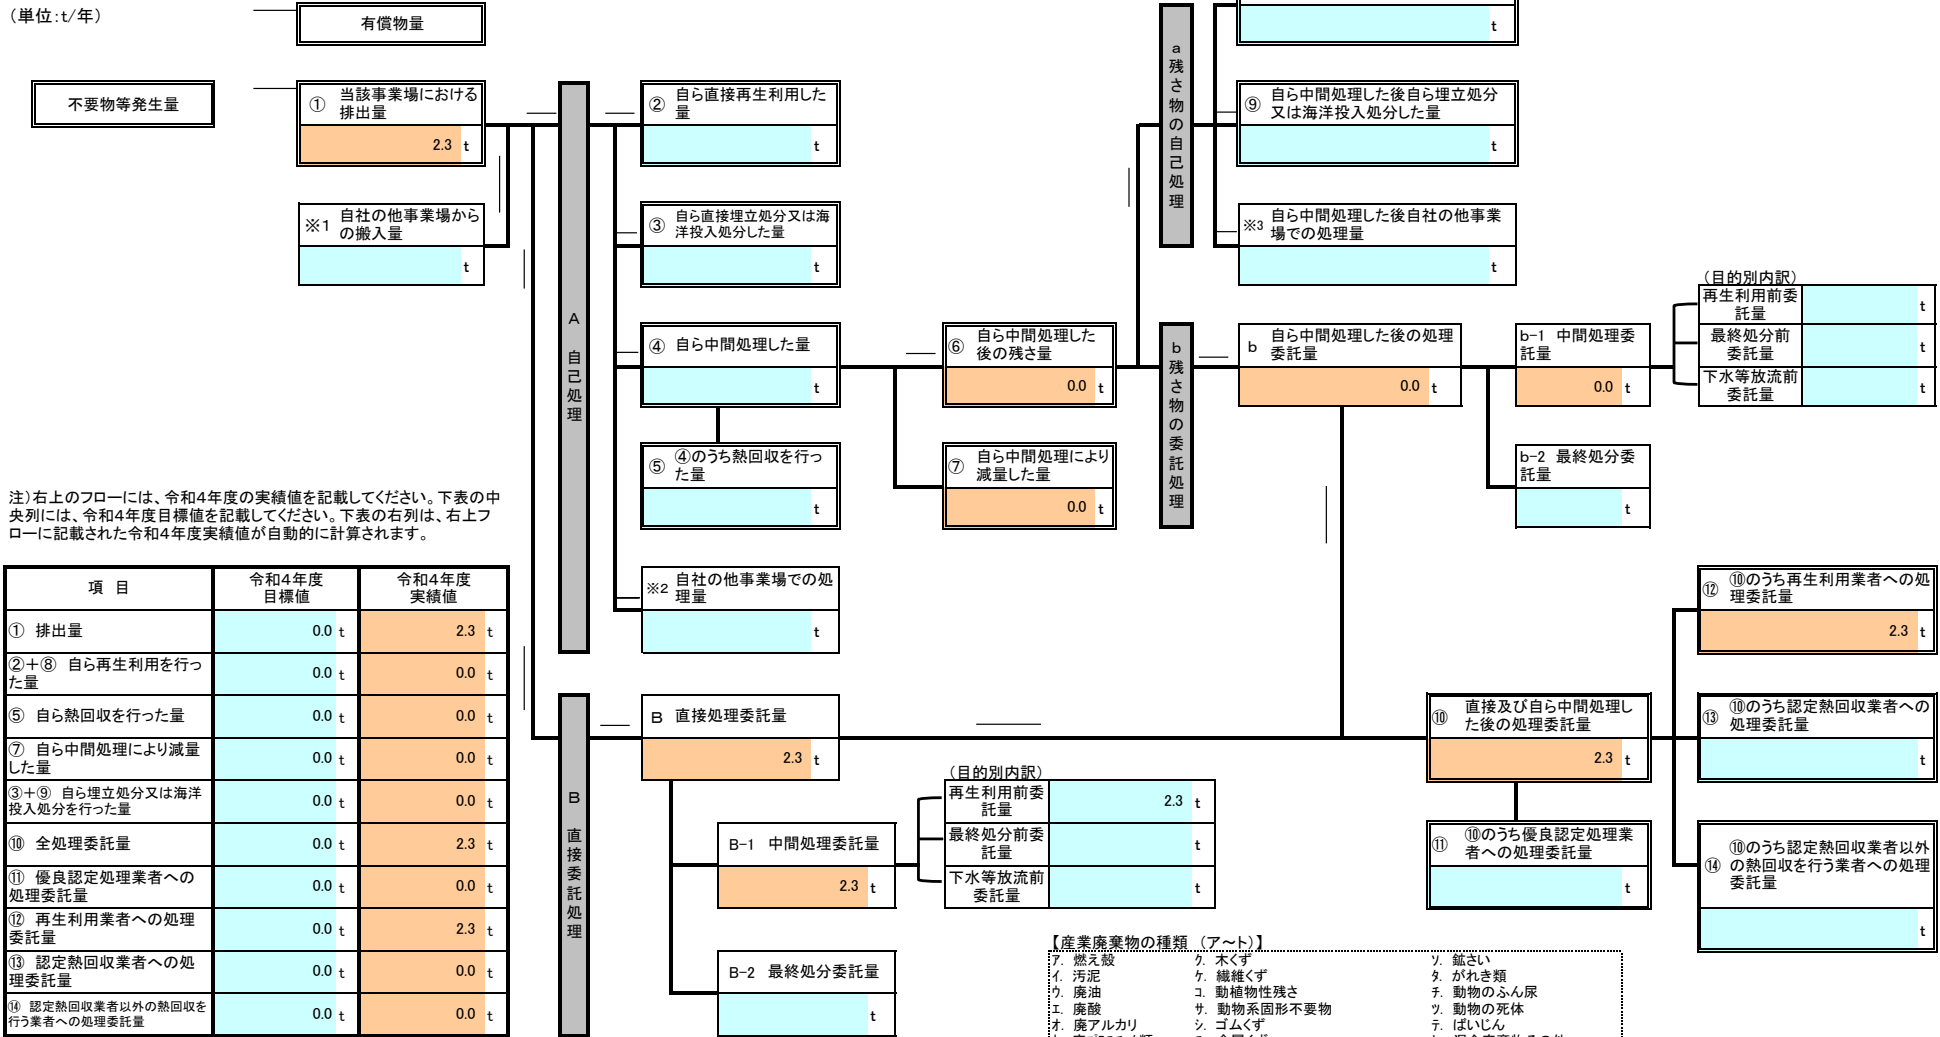 (単位:t/年)
有償物量
t
不要物等発生量
① 当該事業場における
排出量
2.3 t
※1 自社の他事業場から
の搬入量
t
A 自己処理
② 自ら直接再生利用した
量
t
③ 自ら直接埋立処分又は海
洋投入処分した量
t
④ 自ら中間処理した量
t
⑤ ④のうち熱回収を行っ
た量
t
※2 自社の他事業場での処
理量
t
⑥ 自ら中間処理した
後の残さ量
0.0 t
⑦ 自ら中間処理により
減量した量
0.0 t
a 残さ物の自己処理
⑨ 自ら中間処理した後自ら埋立処分
又は海洋投入処分した量
t
※3 自ら中間処理した後自社の他事業
場での処理量
t
b 残さ物の委託処理
b 自ら中間処理した後の処理
委託量
0.0 t
b-1 中間処理委
託量
0.0 t
b-2 最終処分委
託量
t
(目的別内訳)
再生利用前委
託量
t
最終処分前
委託量
t
下水等放流前
委託量
t
注)右上のフローには、令和4年度の実績値を記載してください。下表の中
央列には、令和4年度目標値を記載してください。下表の右列は、右上フ
ローに記載された令和4年度実績値が自動的に計算されます。
項 目 令和4年度
目標値 令和4年度
実績値
① 排出量 0.0 t 2.3 t
②+⑧ 自ら再生利用を行っ
た量 0.0 t 0.0 t
⑤ 自ら熱回収を行った量 0.0 t 0.0 t
⑦ 自ら中間処理により減量
した量 0.0 t 0.0 t
③+⑨ 自ら埋立処分又は海洋
投入処分を行った量 0.0 t 0.0 t
⑩ 全処理委託量 0.0 t 2.3 t
⑪ 優良認定処理業者への
処理委託量 0.0 t 0.0 t
⑫ 再生利用業者への処理
委託量 0.0 t 2.3 t
⑬ 認定熱回収業者への処
理委託量 0.0 t 0.0 t
⑭ 認定熱回収業者以外の熱回収を
行う業者への処理委託量 0.0 t 0.0 t
B 直接委託処理
B 直接処理委託量
2.3 t
B-1 中間処理委託量
2.3 t
B-2 最終処分委託量
t
(目的別内訳)
再生利用前委
託量
2.3 t
最終処分前委
託量
t
下水等放流前
委託量
t
⑩ 直接及び自ら中間処理し
た後の処理委託量
2.3 t
⑪ ⑩のうち優良認定処理業
者への処理委託量
t
⑫ ⑩のうち再生利用業者への処
理委託量
2.3 t
⑬ ⑩のうち認定熱回収業者への
処理委託量
t
⑭ ⑩のうち認定熱回収業者以外
の熱回収を行う業者への処理
委託量
t
【産業廃棄物の種類 (ア~ト)】
ア. 燃え殻 ク. 木くず ソ. 鉱さい
イ. 汚泥 ケ. 繊維くず タ. がれき類
ウ. 廃油 コ. 動植物性残さ チ. 動物のふん尿
エ. 廃酸 サ. 動物系固形不要物 ツ. 動物の死体
オ. 廃アルカリ シ. ゴムくず テ. ばいじん